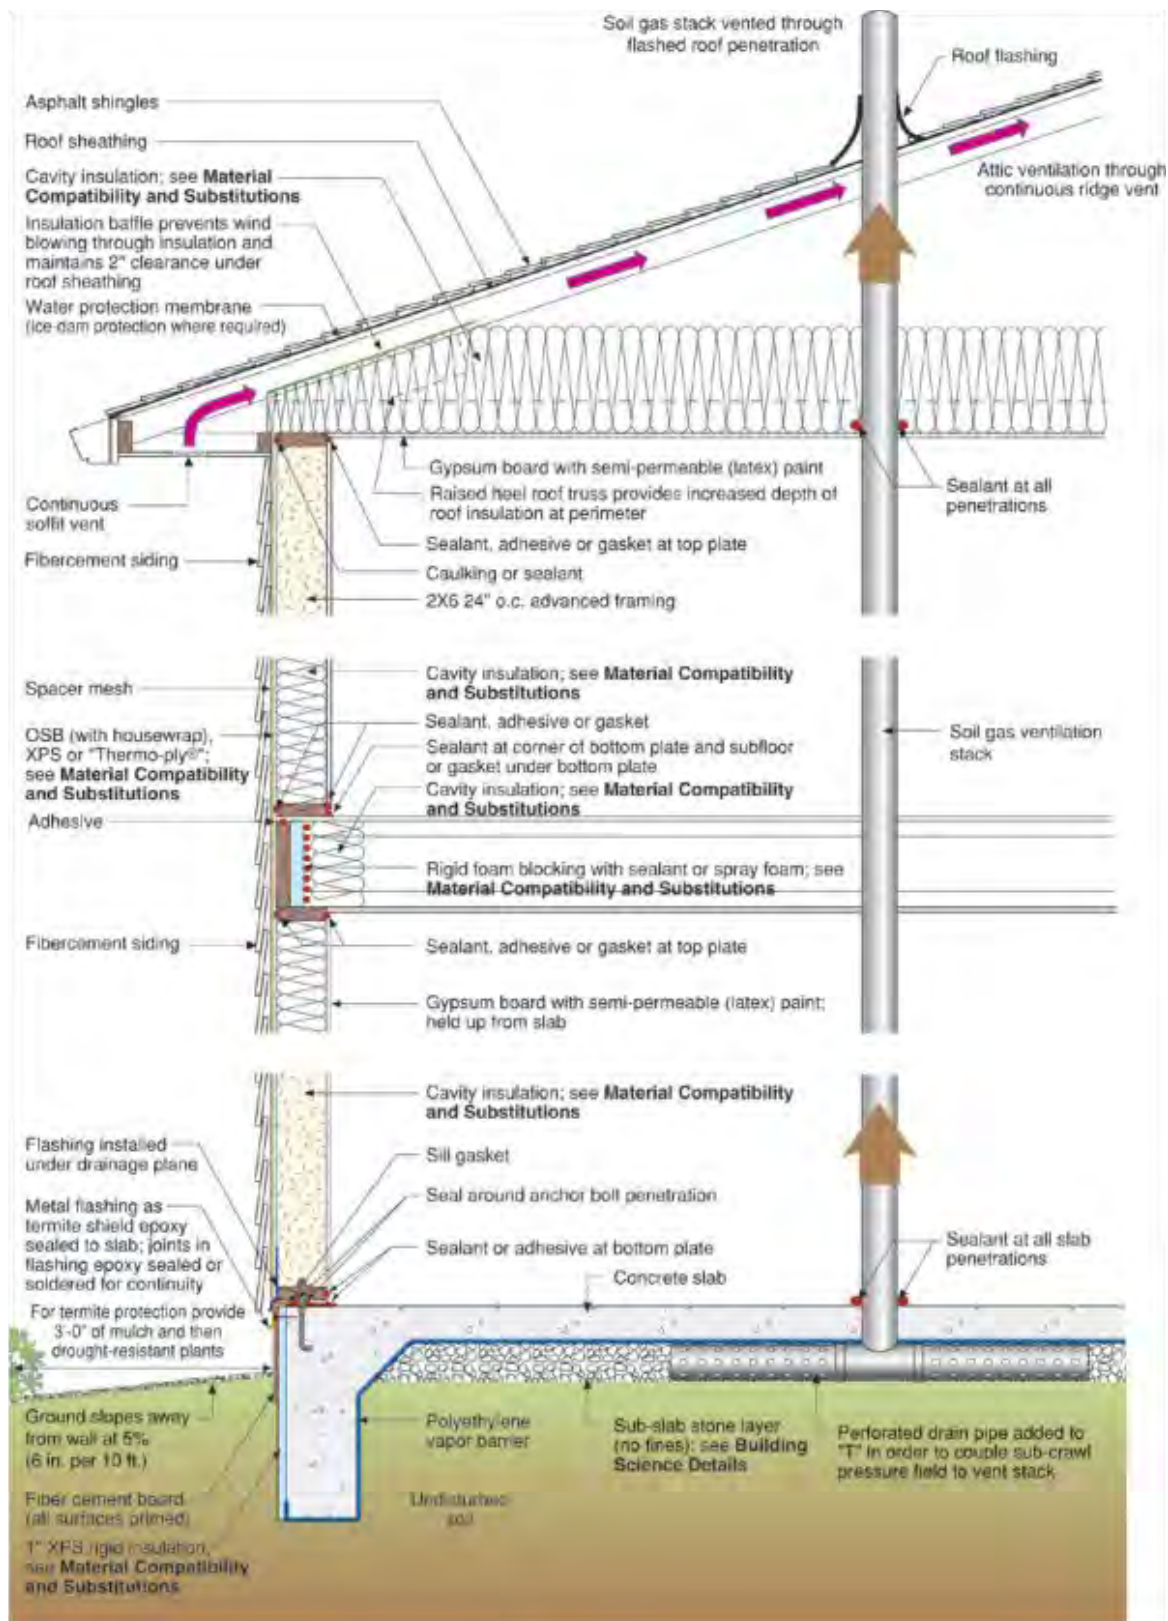 Soil gas stack vented through
flashed roof penetration
Roof flashing
Asphalt shingles
Roof sheathing
Cavity insulation; see Material
Compatibility and Substitutions
Attic ventilation through
continuous ridge vent
Insulation baffle prevents wind
blowing through insulation and
maintains 2" clearance under
roof sheathing
Water protection membrane
(ice dam protection where required)
Gypsum board with semi-permeable (latex) paint
Raised heel roof truss provides increased depth of
roof insulation at perimeter
Sealant at all
penetrations
Continuous
soffit vent
Sealant, adhesive or gasket at top plate
Fibercement siding
Caulking or sealant
2X6 24" o.c. advanced framing
Cavity insulation; see Material Compatibility
and Substitutions
Spacer mesh
Sealant, adhesive or gasket
OSB (with housewrap),
XPS or "Thermo-ply®";
see Material Compatibility
and Substitutions
Sealant at corner of bottom plate and subfloor
or gasket under bottom plate
Soil gas ventilation
stack
Cavity insulation; see Material Compatibility
and Substitutions
Adhesive
Rigid foam blocking with sealant or spray foam; see
Material Compatibility and Substitutions
Fibercement siding
Sealant, adhesive or gasket at top plate
Gypsum board with semi-permeable (latex) paint;
held up from slab
Cavity insulation; see Material Compatibility
and Substitutions
Flashing installed
under drainage plane
Sill gasket
Seal around anchor bolt penetration
Metal flashing as
termite shield epoxy
sealed to slab; joints in
flashing epoxy sealed or
soldered for continuity
Sealant or adhesive at bottom plate
Sealant at all slab
penetrations
Concrete slab
For termite protection provide
3'-0" of mulch and then
drought-resistant plants
Ground slopes away
from wall at 5%
(6 in. per 10 ft.)
Polyethylene
vapor barrier
Sub-slab stone layer
(no fines); see Building
Science Details
Perforated drain pipe added to
"T" in order to couple sub-crawl
pressure field to vent stack
Fiber cement board
(all surfaces primed)
Undisturbed
soil
1" XPS rigid insulation,
see Material Compatibility
and Substitutions